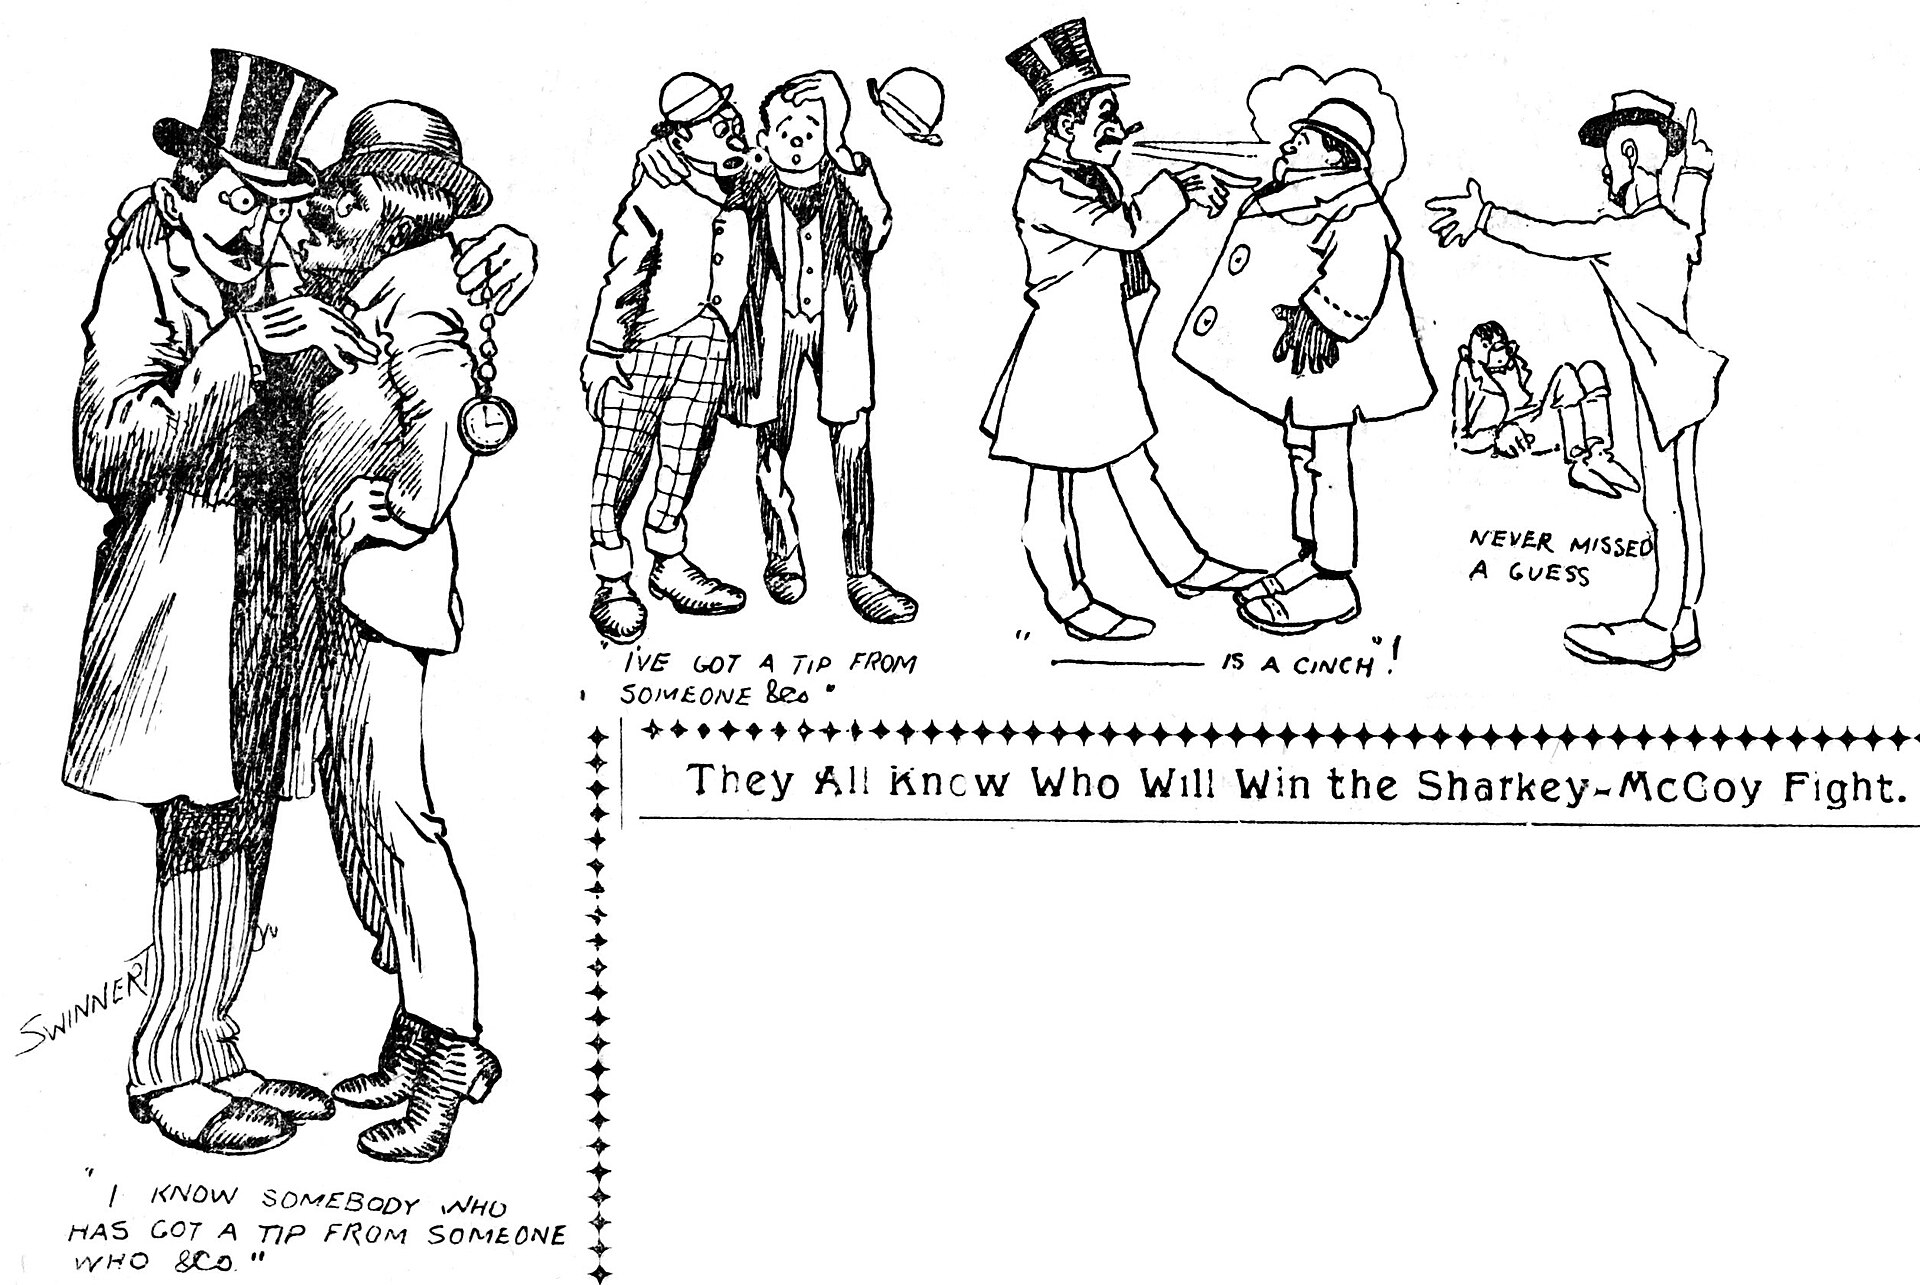 SWINNERTON
" I KNOW SOMEBODY WHO
HAS GOT A TIP FROM SOMEONE
WHO &Co."
"I'VE GOT A TIP FROM
SOMEONE &Co"
" ——— IS A CINCH"!
NEVER MISSED
A GUESS
They All Know Who Will Win the Sharkey-McCoy Fight.